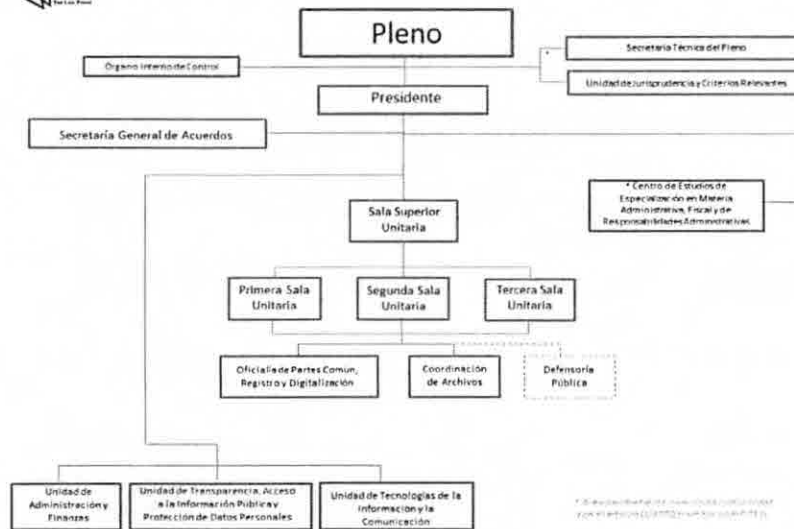 San Luis Potosí
Pleno
Órgano Interno de Control
*
Secretaría Técnica del Pleno
Unidad de Jurisprudencia y Criterios Relevantes
Presidente
Secretaría General de Acuerdos
* Centro de Estudios de
Especialización en Materia
Administrativa, Fiscal y de
Responsabilidades Administrativas
Sala Superior
Unitaria
Primera Sala
Unitaria
Segunda Sala
Unitaria
Tercera Sala
Unitaria
Oficialía de Partes Comun,
Registro y Digitalización
Coordinación
de Archivos
Defensoría
Pública
Unidad de
Administración y
Finanzas
Unidad de Transparencia, Acceso
a la Información Pública y
Protección de Datos Personales
Unidad de Tecnologías de la
Información y la
Comunicación